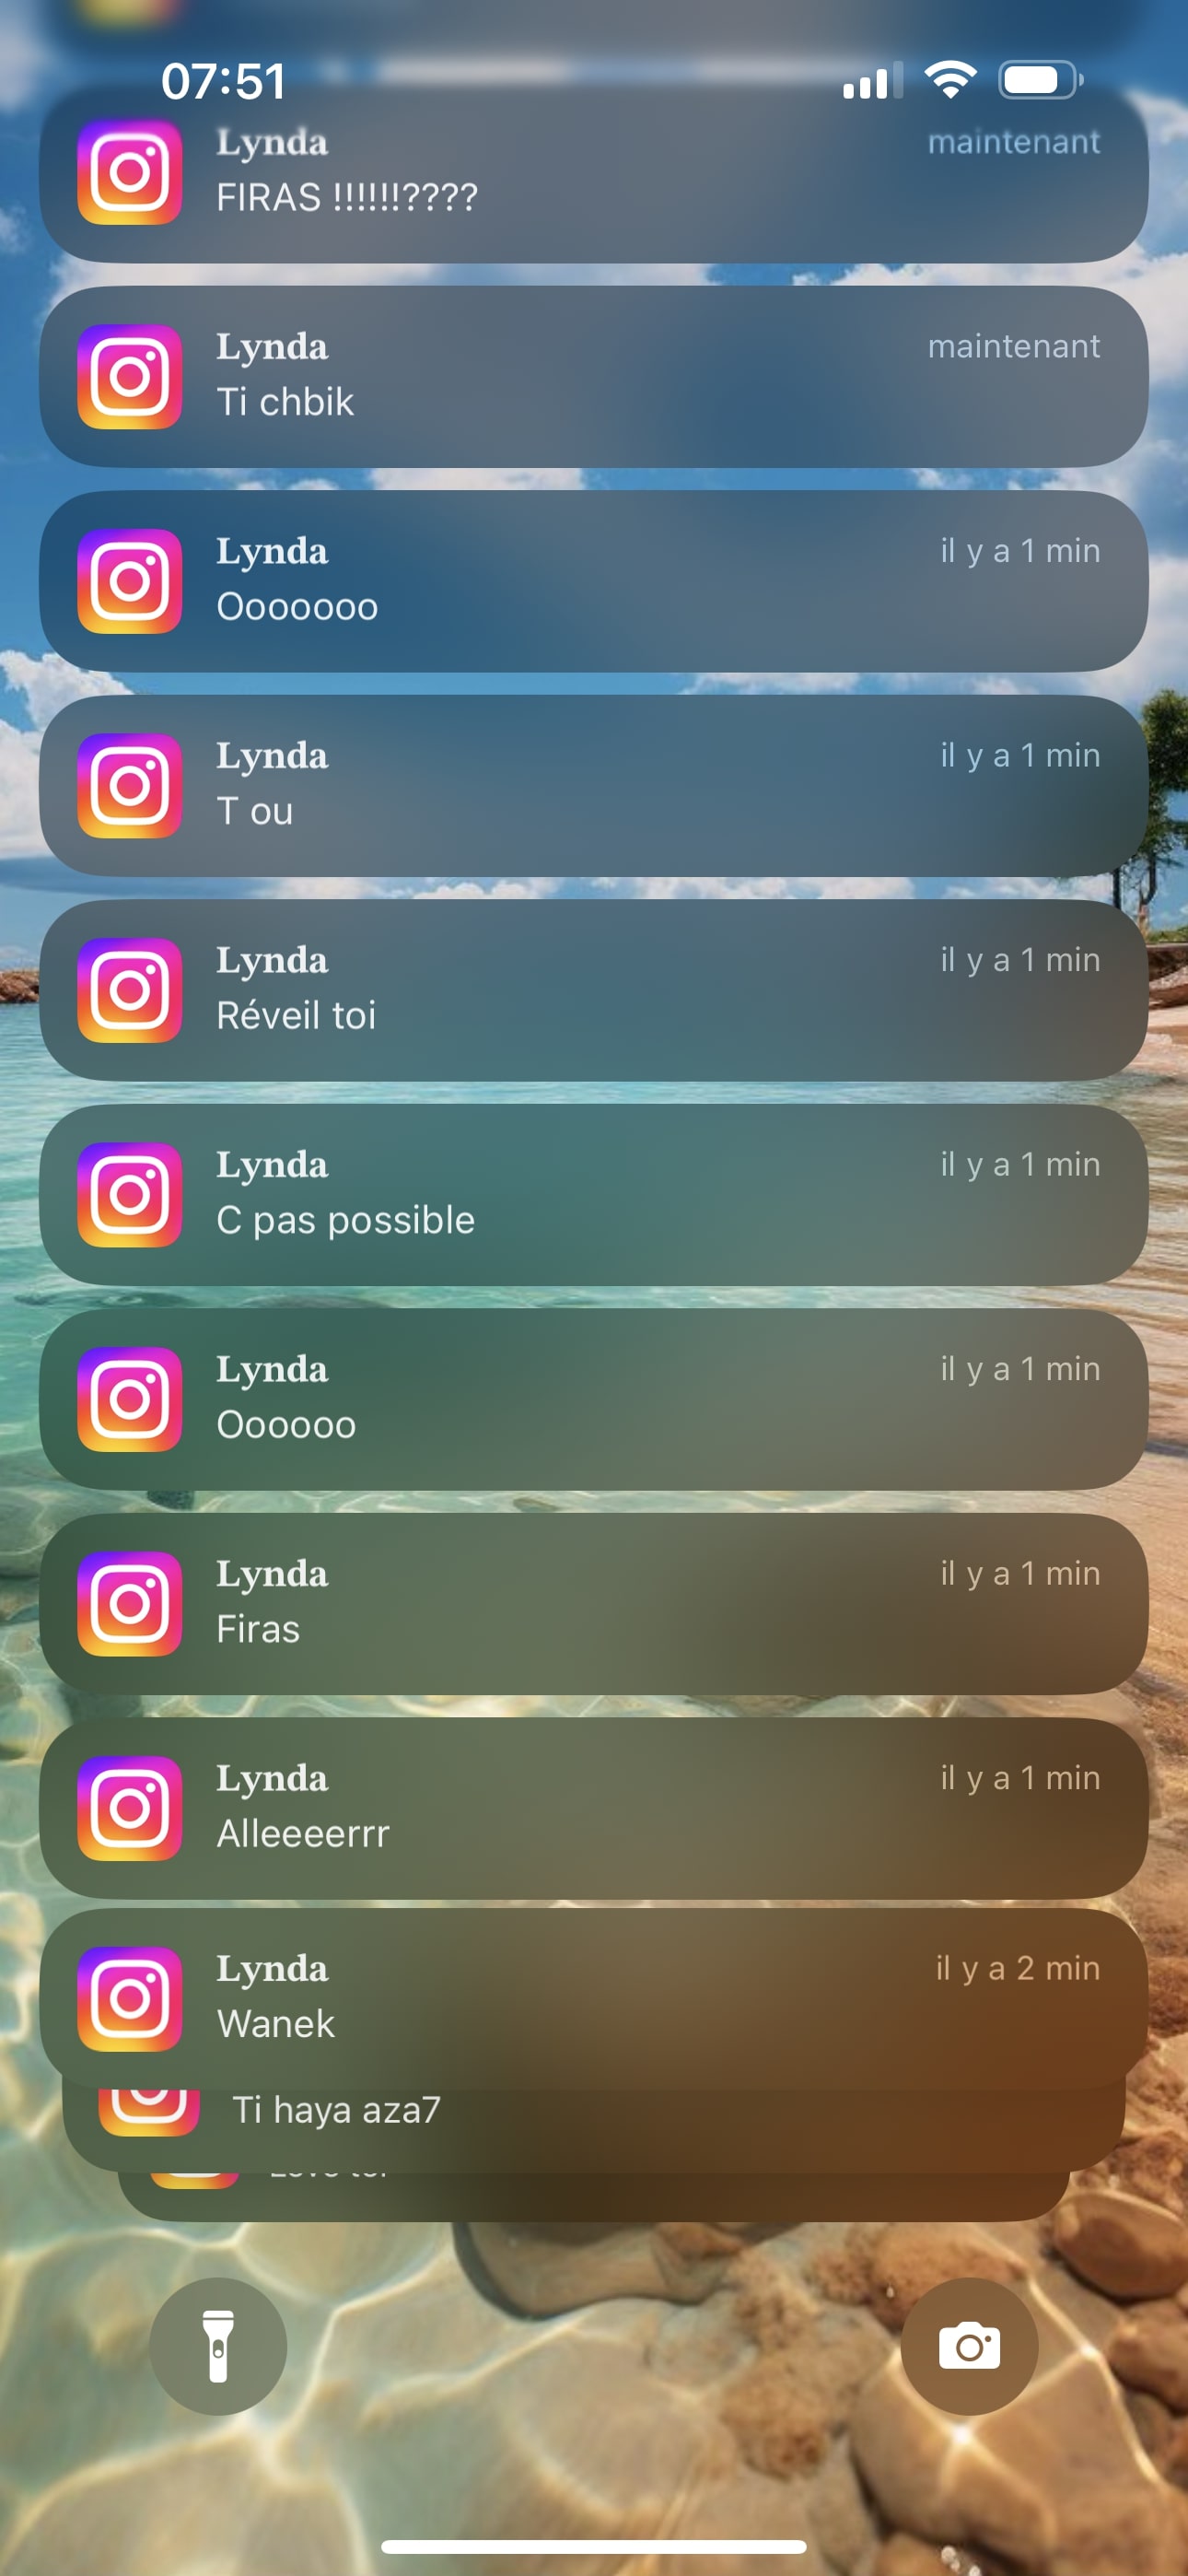 07:51
Lynda
maintenant
FIRAS !!!!!!????
Lynda
maintenant
Ti chbik
Lynda
il y a 1 min
Ooooooo
Lynda
il y a 1 min
T ou
Lynda
il y a 1 min
Réveil toi
Lynda
il y a 1 min
C pas possible
Lynda
il y a 1 min
Oooooo
Lynda
il y a 1 min
Firas
Lynda
il y a 1 min
Alleeeerrr
Lynda
il y a 2 min
Wanek
Ti haya aza7